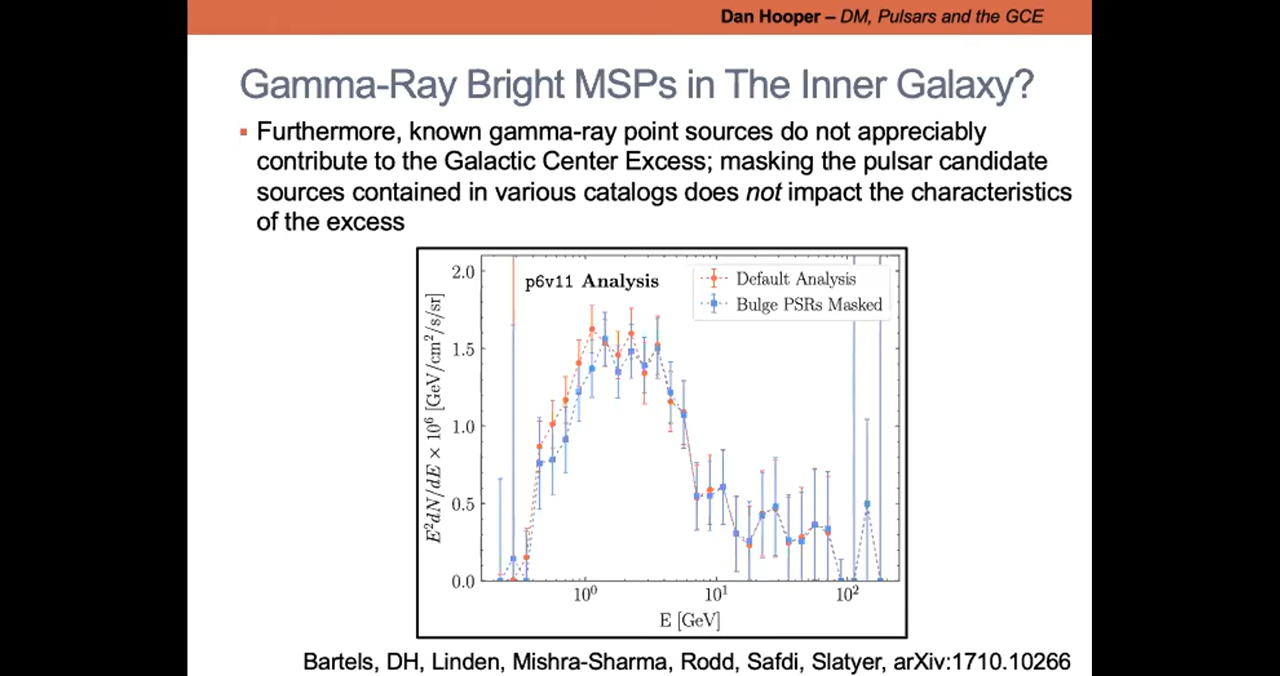 Dan Hooper – DM, Pulsars and the GCE
Gamma-Ray Bright MSPs in The Inner Galaxy?
▪ Furthermore, known gamma-ray point sources do not appreciably
contribute to the Galactic Center Excess; masking the pulsar candidate
sources contained in various catalogs does not impact the characteristics
of the excess
p6v11 Analysis
Default Analysis
Bulge PSRs Masked
E²dN/dE × 10⁶ [GeV/cm²/s/sr]
2.0
1.5
1.0
0.5
0.0
10⁰ 10¹ 10²
E [GeV]
Bartels, DH, Linden, Mishra-Sharma, Rodd, Safdi, Slatyer, arXiv:1710.10266